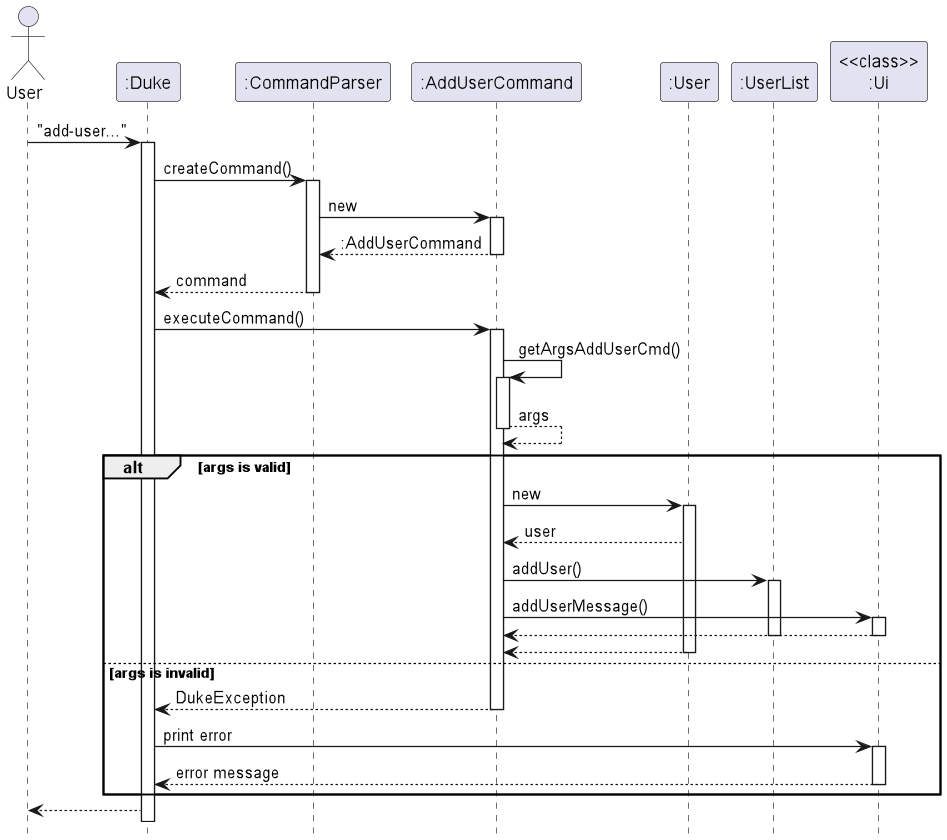 <<class>>
User
:Duke
:CommandParser
:AddUserCommand
:User
:UserList
:Ui
"add-user..."
createCommand()
new
:AddUserCommand
command
executeCommand()
getArgsAddUserCmd()
args
alt
[args is valid]
new
user
addUser()
addUserMessage()
[args is invalid]
DukeException
print error
error message